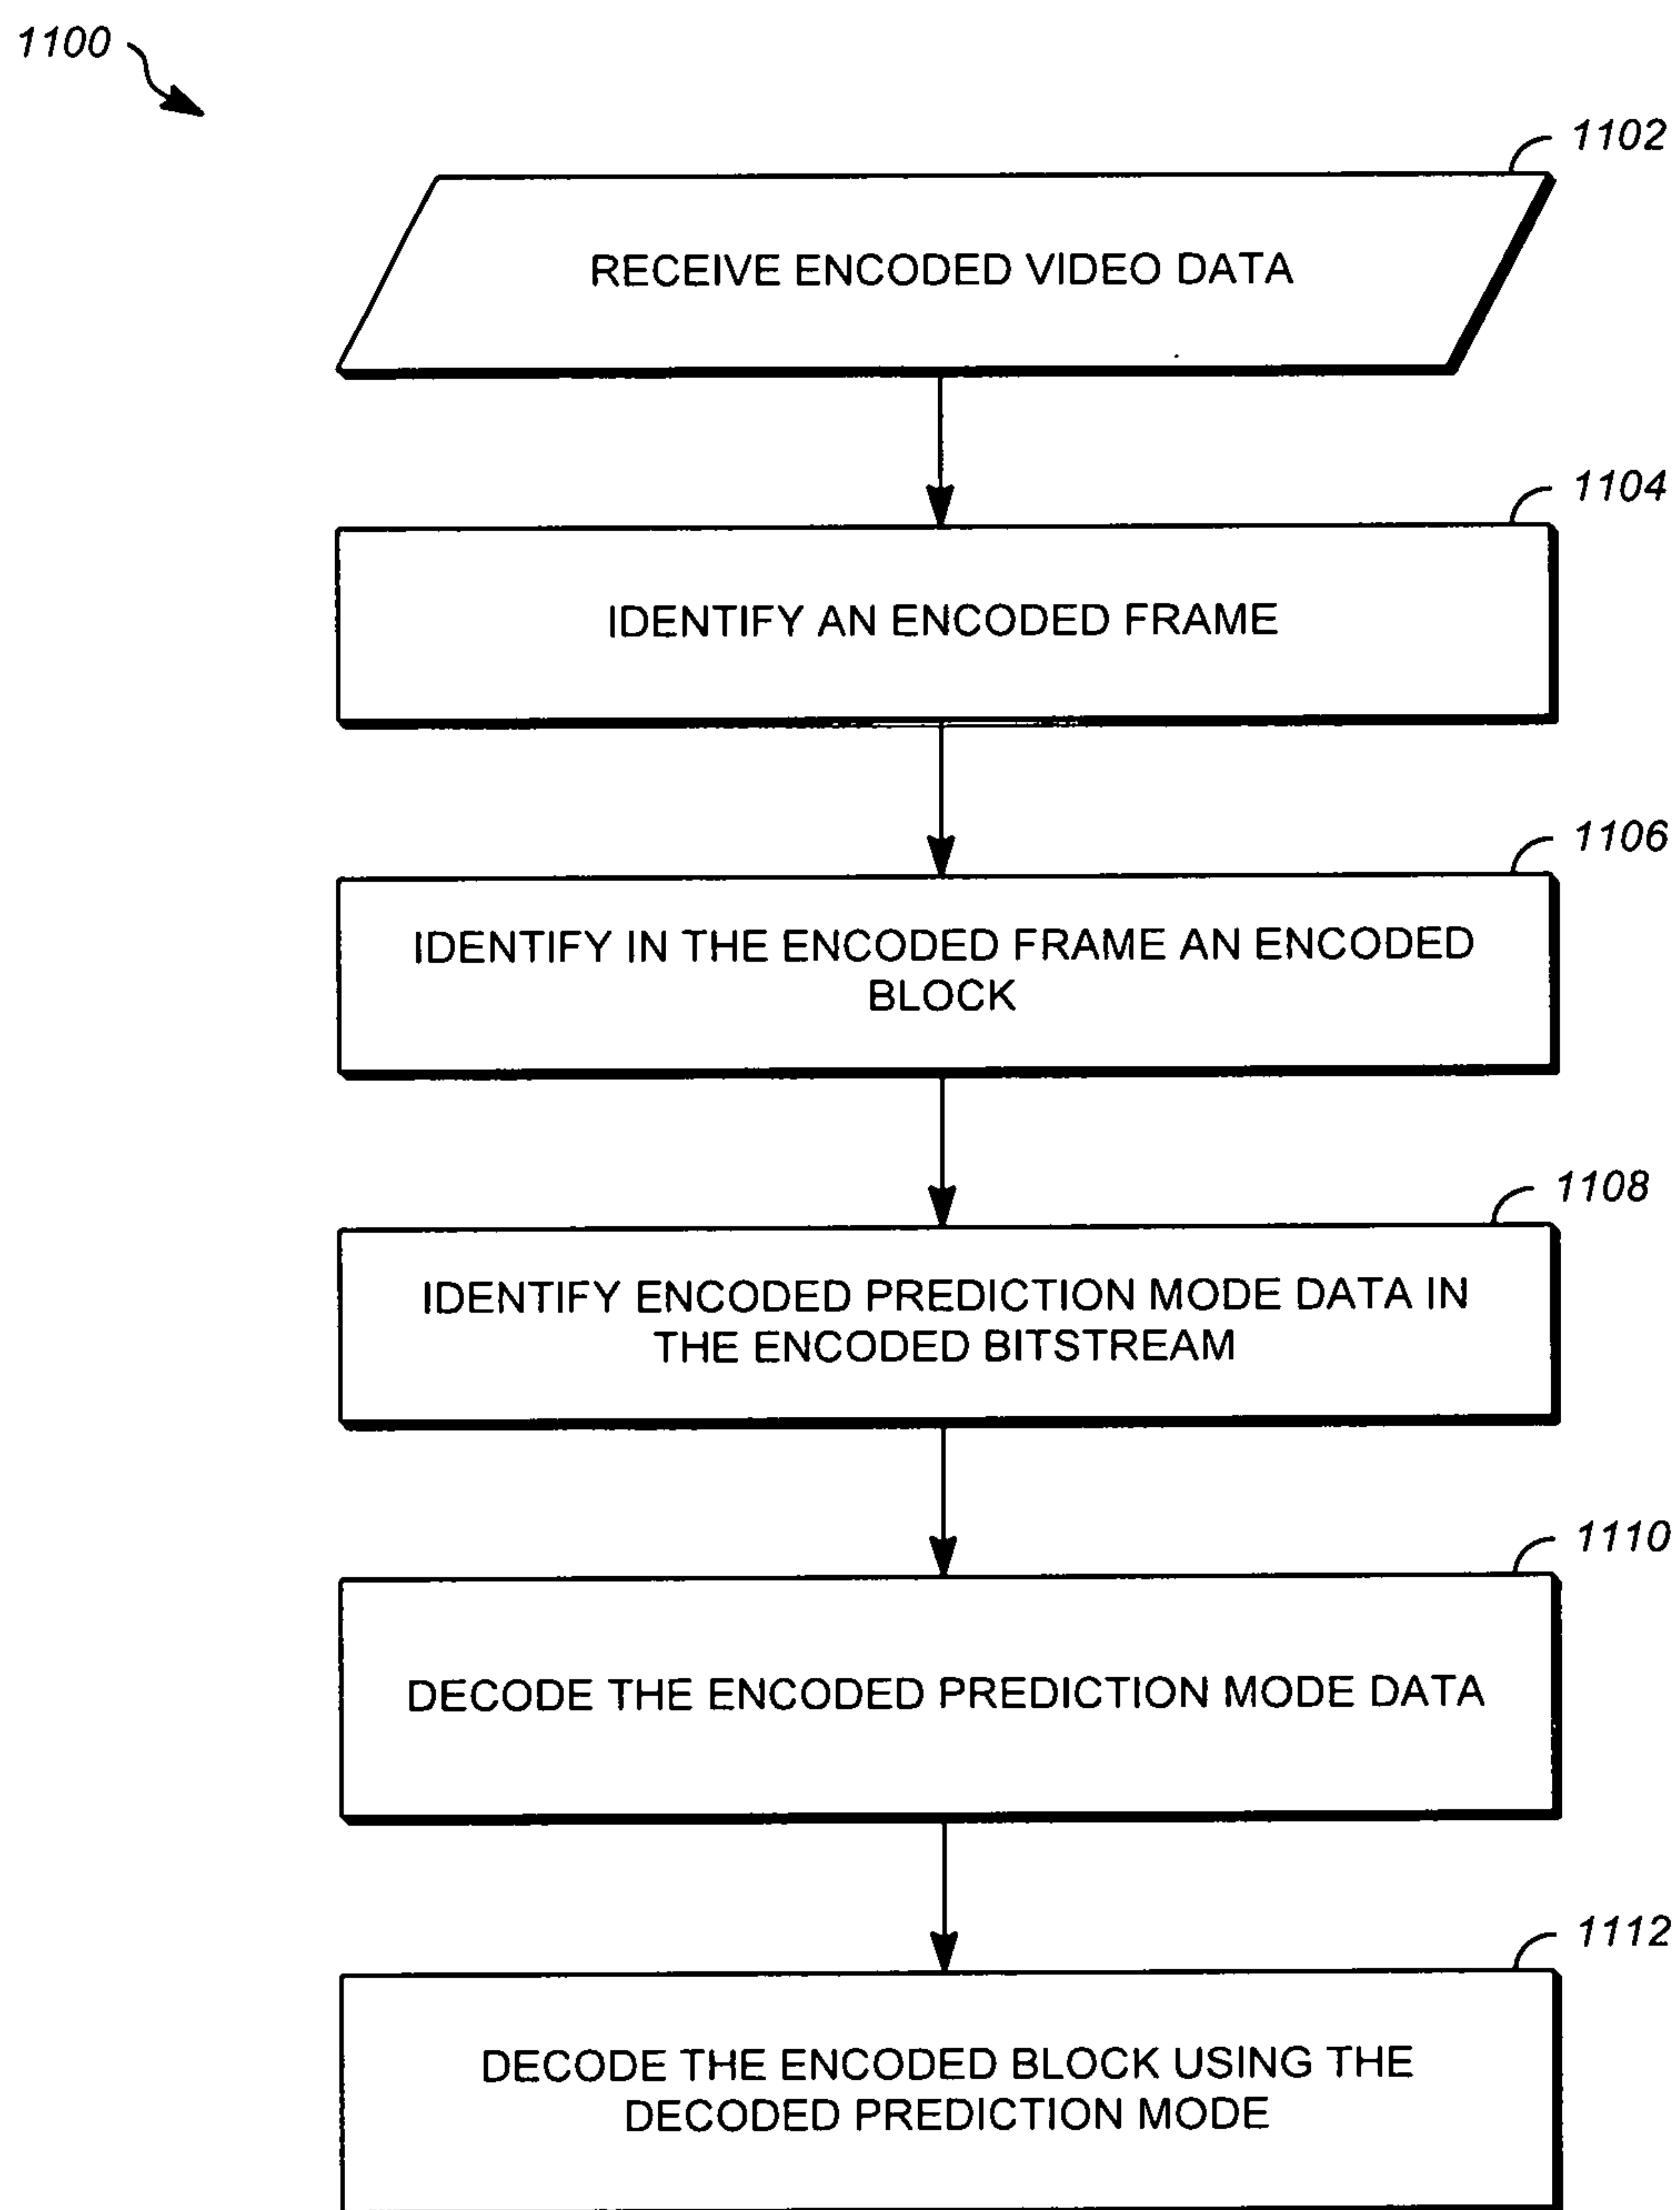 1100
1102
RECEIVE ENCODED VIDEO DATA
1104
IDENTIFY AN ENCODED FRAME
1106
IDENTIFY IN THE ENCODED FRAME AN ENCODED
BLOCK
1108
IDENTIFY ENCODED PREDICTION MODE DATA IN
THE ENCODED BITSTREAM
1110
DECODE THE ENCODED PREDICTION MODE DATA
1112
DECODE THE ENCODED BLOCK USING THE
DECODED PREDICTION MODE